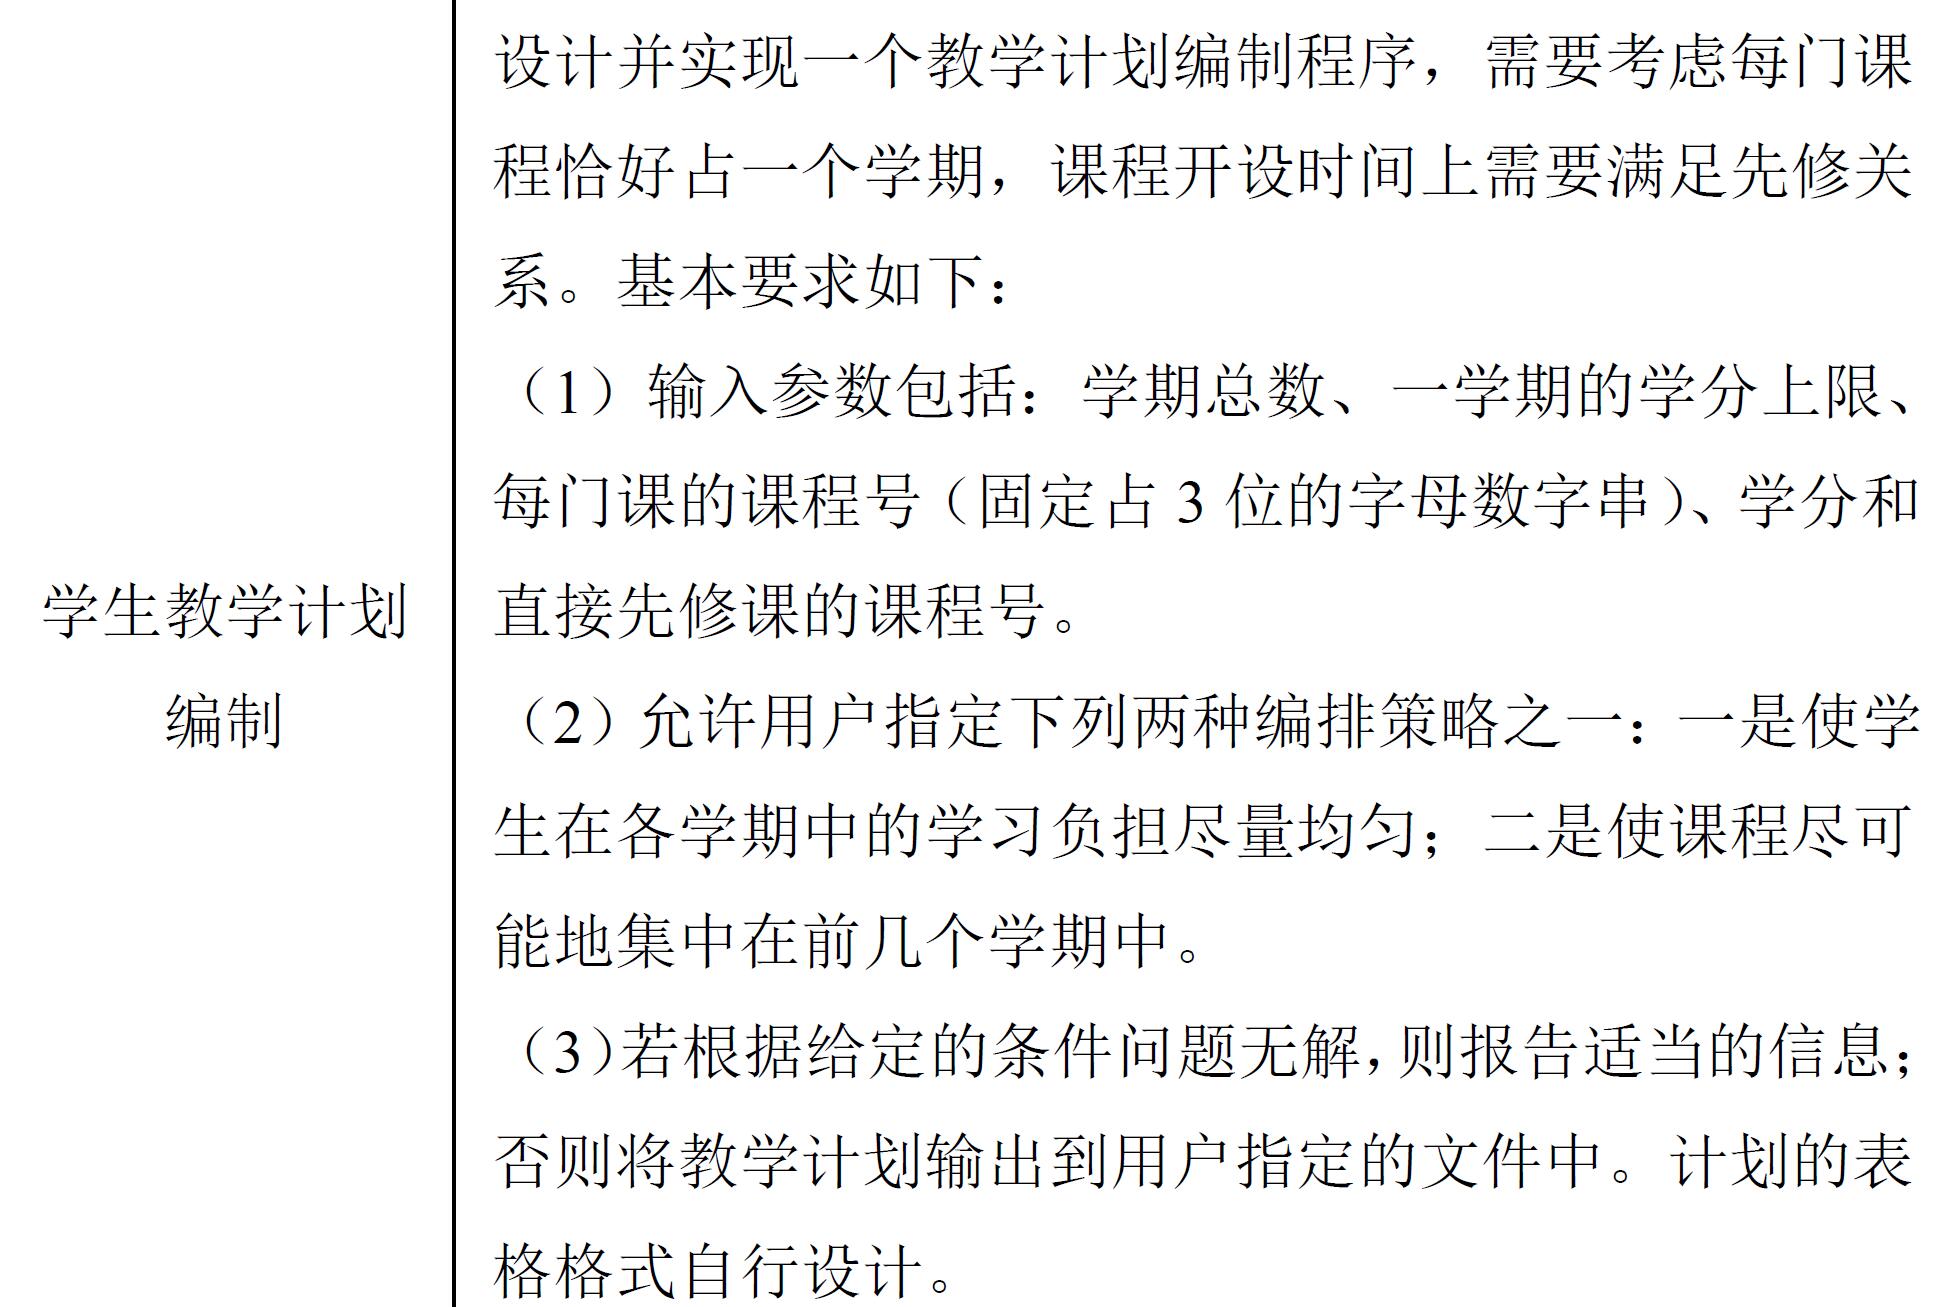 学生教学计划
编制
设计并实现一个教学计划编制程序，需要考虑每门课
程恰好占一个学期，课程开设时间上需要满足先修关
系。基本要求如下：
（1）输入参数包括：学期总数、一学期的学分上限、
每门课的课程号（固定占 3 位的字母数字串）、学分和
直接先修课的课程号。
（2）允许用户指定下列两种编排策略之一：一是使学
生在各学期中的学习负担尽量均匀；二是使课程尽可
能地集中在前几个学期中。
（3）若根据给定的条件问题无解，则报告适当的信息；
否则将教学计划输出到用户指定的文件中。计划的表
格格式自行设计。